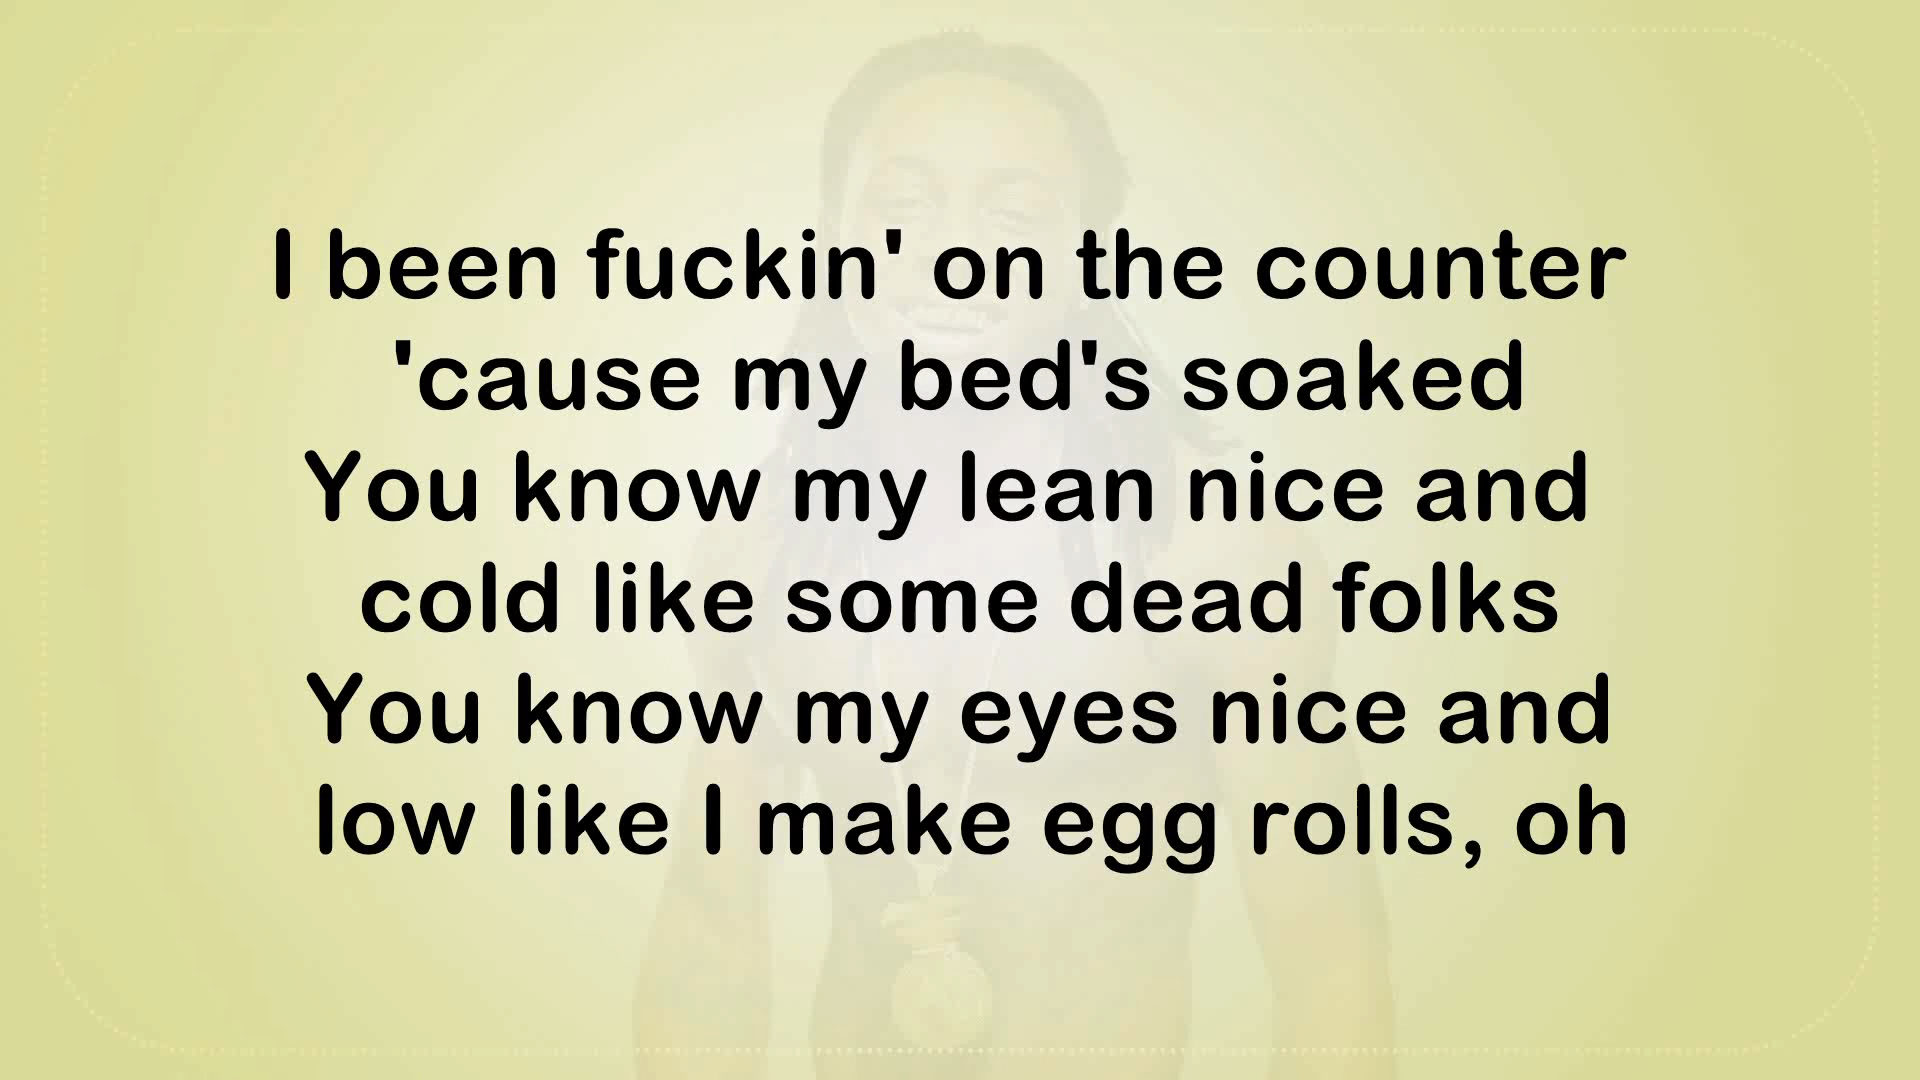 I been fuckin' on the counter
'cause my bed's soaked
You know my lean nice and
cold like some dead folks
You know my eyes nice and
low like I make egg rolls, oh